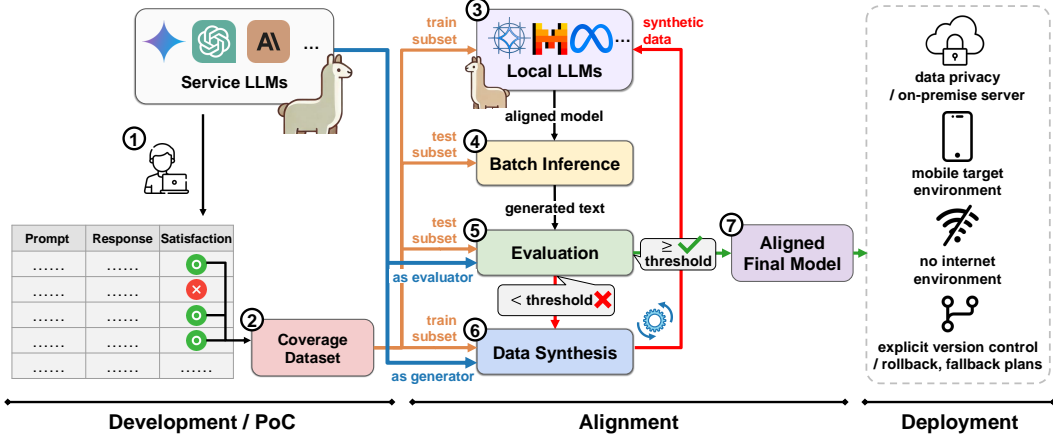 A\
...
Service LLMs
1
Prompt Response Satisfaction
...... ......
...... ......
...... ......
...... ......
...... ...... ......
2
Coverage
Dataset
train
subset
3
...
Local LLMs
synthetic
data
aligned model
test
subset
4
Batch Inference
generated text
test
subset
5
Evaluation
as evaluator
≥
threshold
< threshold
train
subset
6
Data Synthesis
as generator
7
Aligned
Final Model
data privacy
/ on-premise server
mobile target
environment
no internet
environment
explicit version control
/ rollback, fallback plans
Development / PoC
Alignment
Deployment